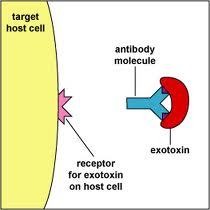 target
host cell
antibody
molecule
exotoxin
receptor
for exotoxin
on host cell